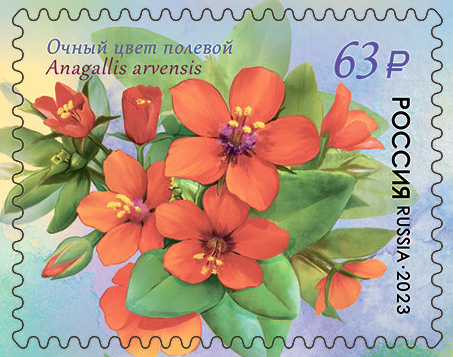 Очный цвет полевой
Anagallis arvensis
63 ₽
РОССИЯ RUSSIA · 2023